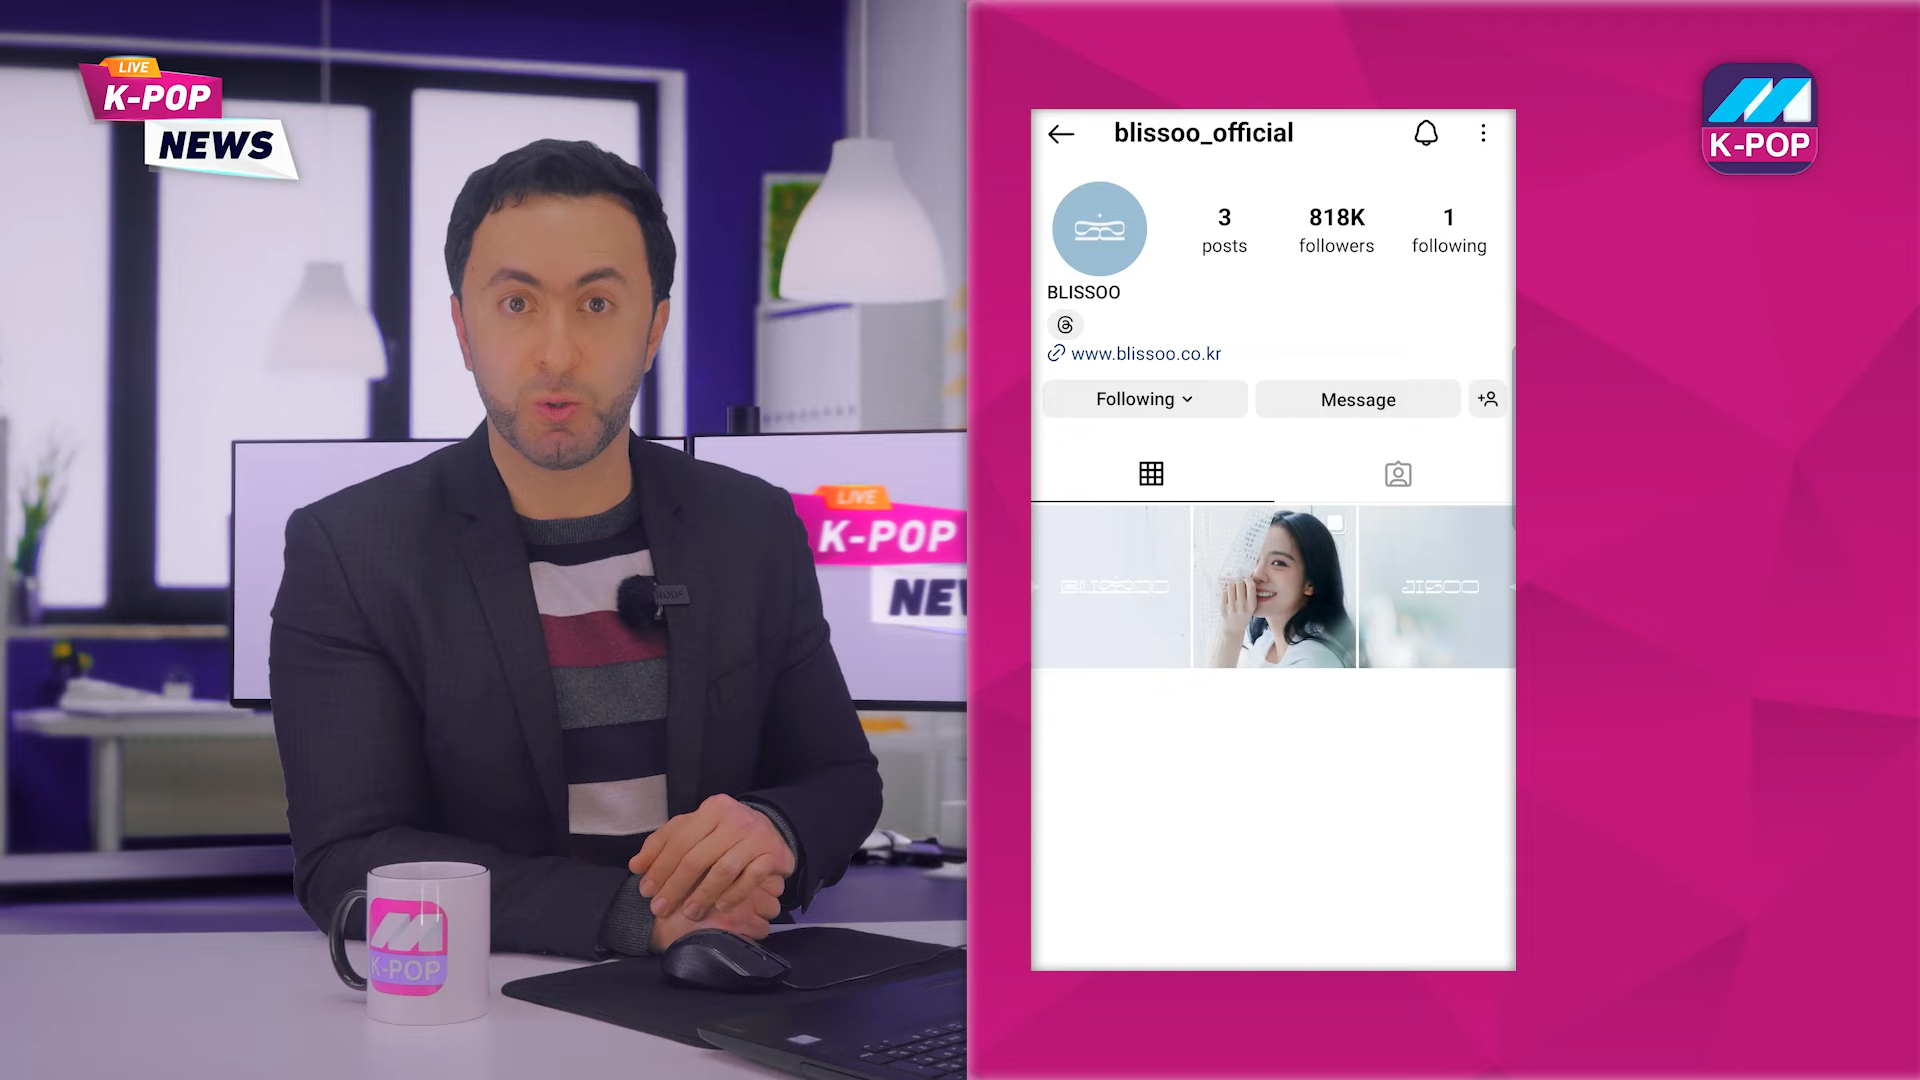 LIVE
K-POP
NEWS
LIVE
K-POP
NEW
K-POP
blissoo_official
3
818K
1
posts
followers
following
BLISSOO
www.blissoo.co.kr
Following
Message
BLISSOO
JISOO
K-POP